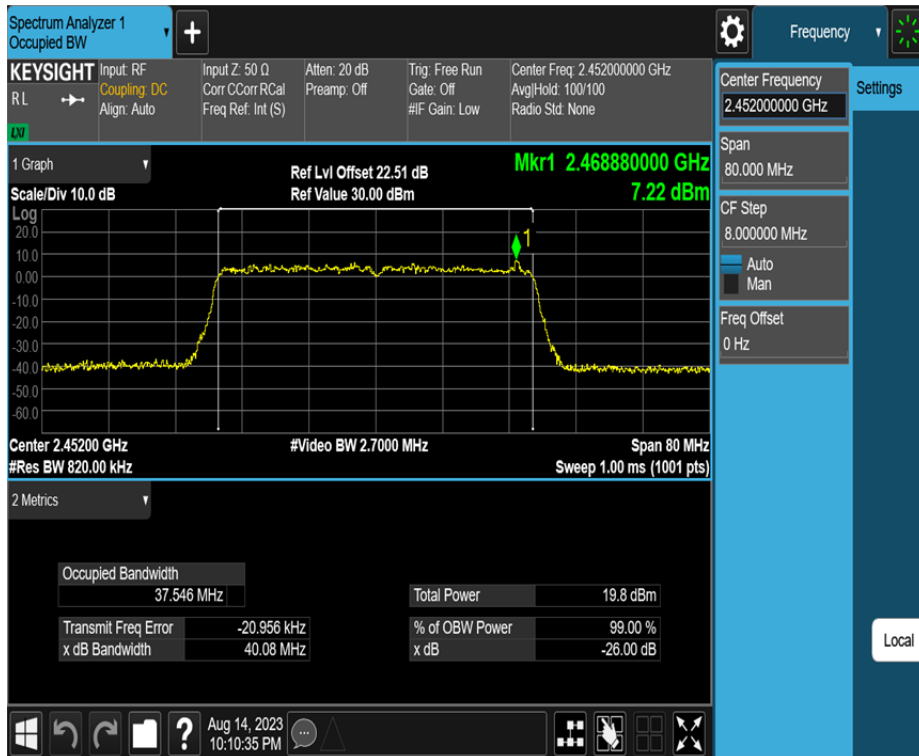 Spectrum Analyzer 1
Occupied BW
Frequency
KEYSIGHT
R L
LXI
Input: RF
Coupling: DC
Align: Auto
Input Z: 50 Ω
Corr CCorr RCal
Freq Ref: Int (S)
Atten: 20 dB
Preamp: Off
Trig: Free Run
Gate: Off
#IF Gain: Low
Center Freq: 2.452000000 GHz
Avg|Hold: 100/100
Radio Std: None
Center Frequency
2.452000000 GHz
Settings
Span
80.000 MHz
CF Step
8.000000 MHz
Auto
Man
Freq Offset
0 Hz
1 Graph
Scale/Div 10.0 dB
Ref Lvl Offset 22.51 dB
Ref Value 30.00 dBm
Mkr1 2.468880000 GHz
7.22 dBm
Log
20.0
10.0
0.00
-10.0
-20.0
-30.0
-40.0
-50.0
-60.0
1
Center 2.45200 GHz
#Res BW 820.00 kHz
#Video BW 2.7000 MHz
Span 80 MHz
Sweep 1.00 ms (1001 pts)
2 Metrics
Occupied Bandwidth
37.546 MHz
Transmit Freq Error -20.956 kHz
x dB Bandwidth 40.08 MHz
Total Power 19.8 dBm
% of OBW Power 99.00 %
x dB -26.00 dB
Local
?
Aug 14, 2023
10:10:35 PM